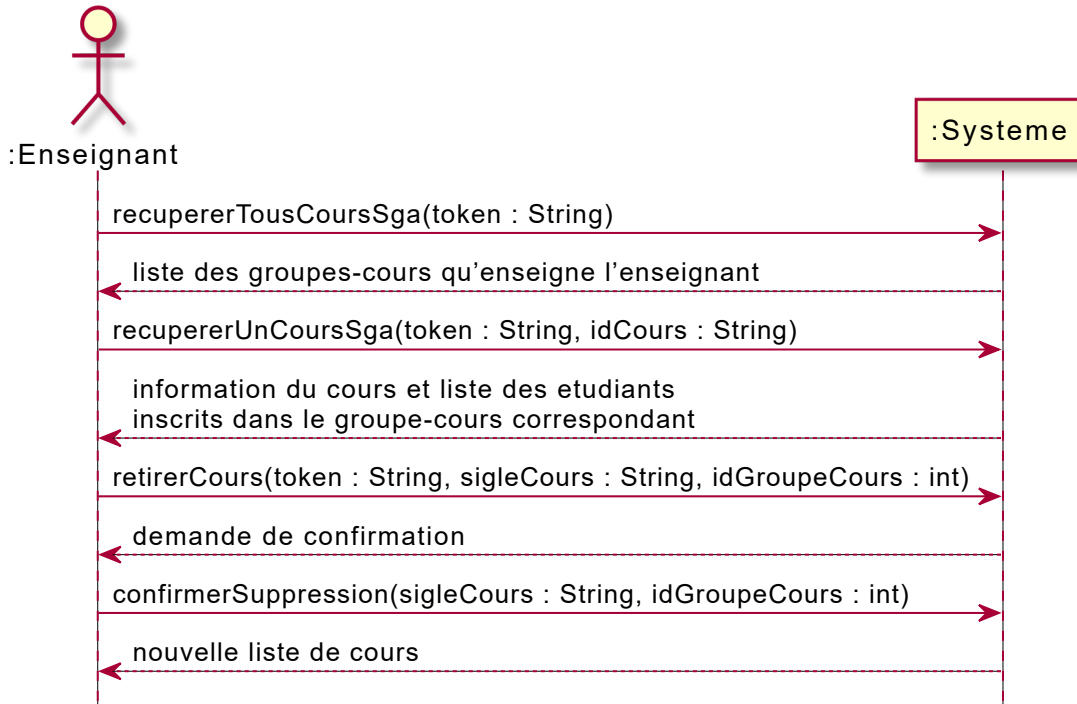 :Enseignant
:Systeme
recupererTousCoursSga(token : String)
liste des groupes-cours qu'enseigne l'enseignant
recupererUnCoursSga(token : String, idCours : String)
information du cours et liste des etudiants
inscrits dans le groupe-cours correspondant
retirerCours(token : String, sigleCours : String, idGroupeCours : int)
demande de confirmation
confirmerSuppression(sigleCours : String, idGroupeCours : int)
nouvelle liste de cours